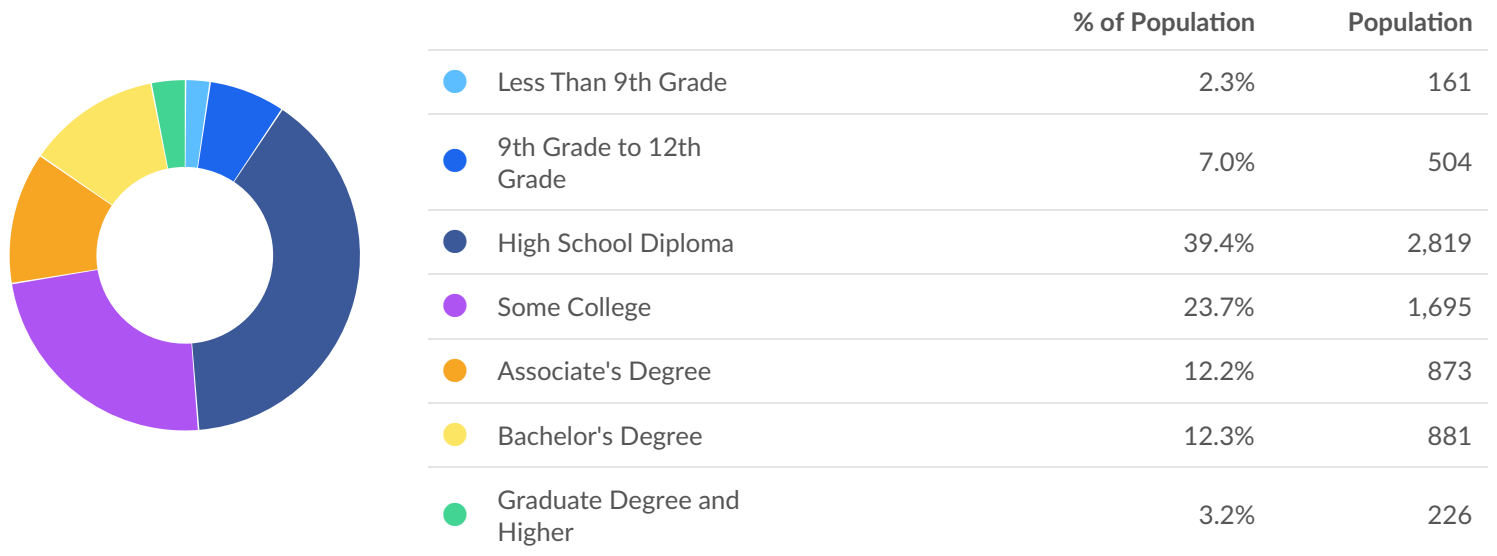 % of Population Population
Less Than 9th Grade 2.3% 161
9th Grade to 12th
Grade 7.0% 504
High School Diploma 39.4% 2,819
Some College 23.7% 1,695
Associate's Degree 12.2% 873
Bachelor's Degree 12.3% 881
Graduate Degree and
Higher 3.2% 226